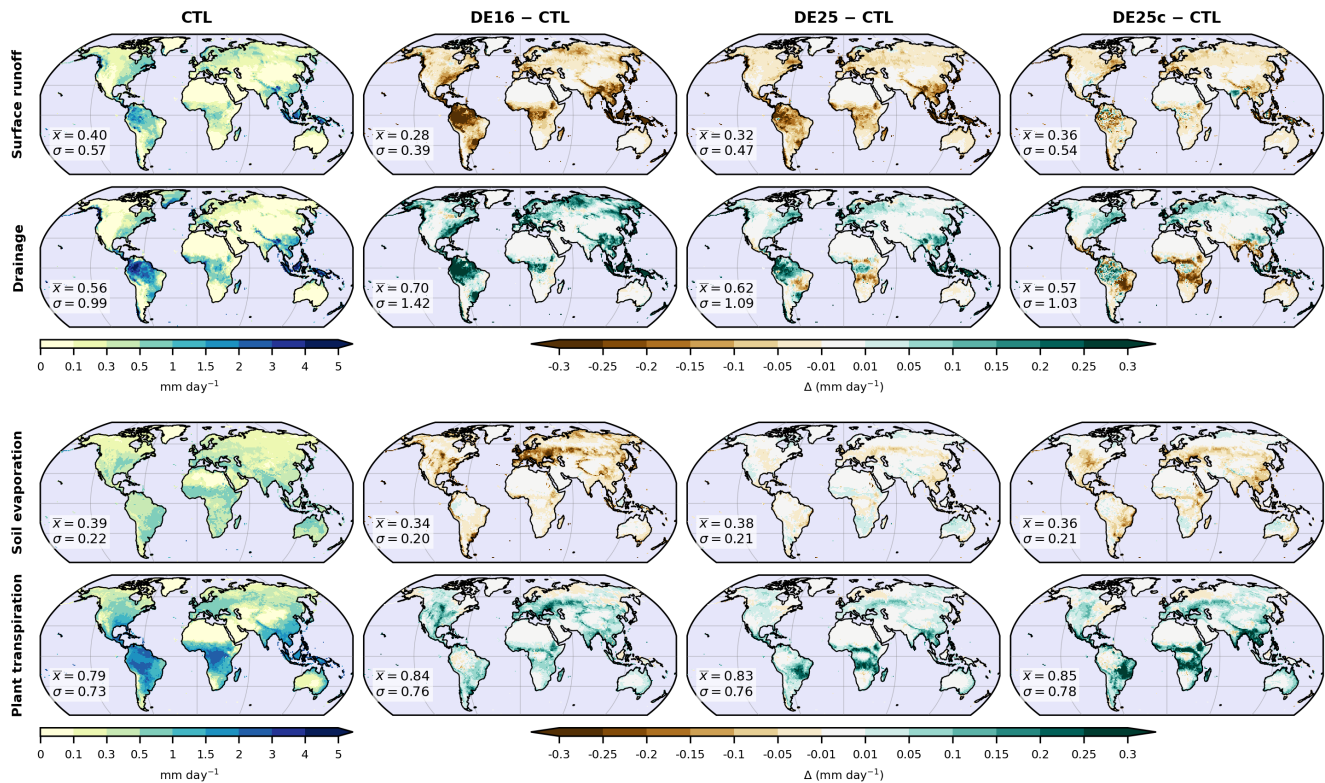 CTL DE16 − CTL DE25 − CTL DE25c − CTL
Surface runoff
x̅ = 0.40
σ = 0.57
x̅ = 0.28
σ = 0.39
x̅ = 0.32
σ = 0.47
x̅ = 0.36
σ = 0.54
Drainage
x̅ = 0.56
σ = 0.99
x̅ = 0.70
σ = 1.42
x̅ = 0.62
σ = 1.09
x̅ = 0.57
σ = 1.03
0 0.1 0.3 0.5 1 1.5 2 3 4 5
mm day⁻¹
-0.3 -0.25 -0.2 -0.15 -0.1 -0.05 -0.01 0.01 0.05 0.1 0.15 0.2 0.25 0.3
Δ (mm day⁻¹)
Soil evaporation
x̅ = 0.39
σ = 0.22
x̅ = 0.34
σ = 0.20
x̅ = 0.38
σ = 0.21
x̅ = 0.36
σ = 0.21
Plant transpiration
x̅ = 0.79
σ = 0.73
x̅ = 0.84
σ = 0.76
x̅ = 0.83
σ = 0.76
x̅ = 0.85
σ = 0.78
0 0.1 0.3 0.5 1 1.5 2 3 4 5
mm day⁻¹
-0.3 -0.25 -0.2 -0.15 -0.1 -0.05 -0.01 0.01 0.05 0.1 0.15 0.2 0.25 0.3
Δ (mm day⁻¹)